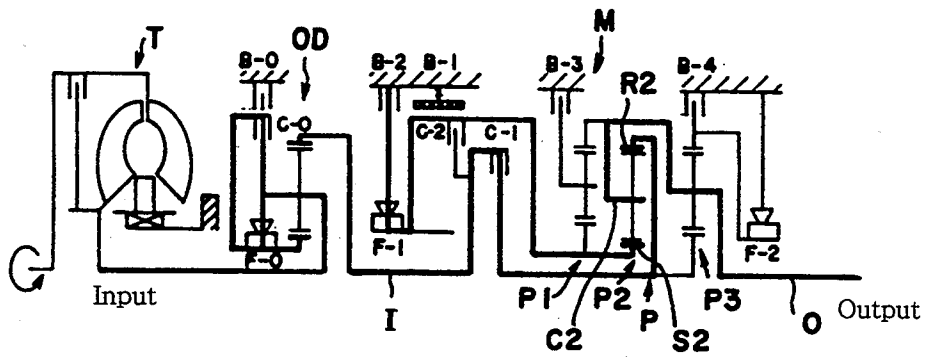 T
OD
M
B-0
B-2
B-1
B-3
R2
B-4
C-0
C-2
C-1
F-0
F-1
F-2
Input
I
P1
P2
P
P3
C2
S2
O
Output